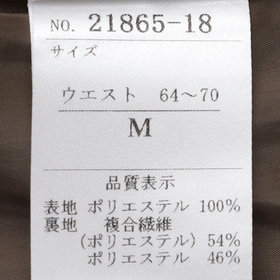 NO. 21865-18
サイズ
ウエスト 64～70
M
品質表示
表地 ポリエステル 100%
裏地 複合繊維
(ポリエステル) 54%
ポリエステル 46%